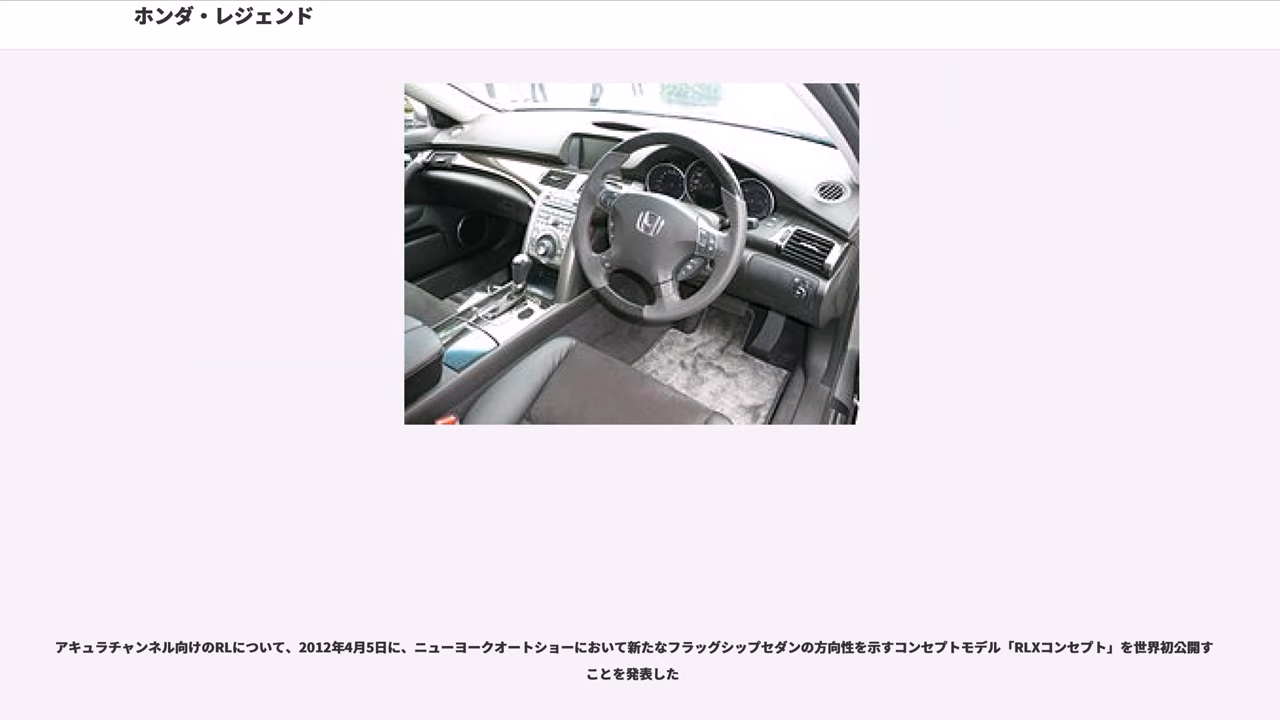 ホンダ・レジェンド
アキュラチャンネル向けのRLについて、2012年4月5日に、ニューヨークオートショーにおいて新たなフラッグシップセダンの方向性を示すコンセプトモデル「RLXコンセプト」を世界初公開す
ることを発表した